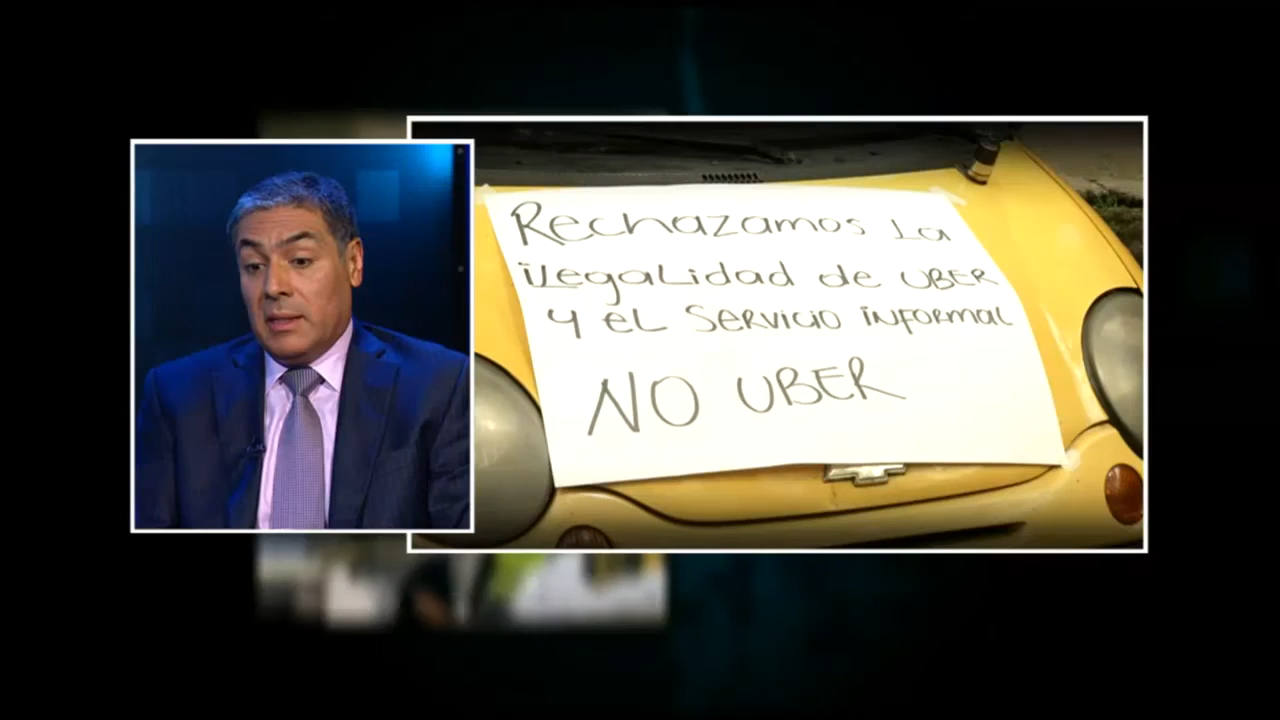 Rechazamos La
iLegaLidad de UBER
y eL Servicio inFormaL
NO UBER